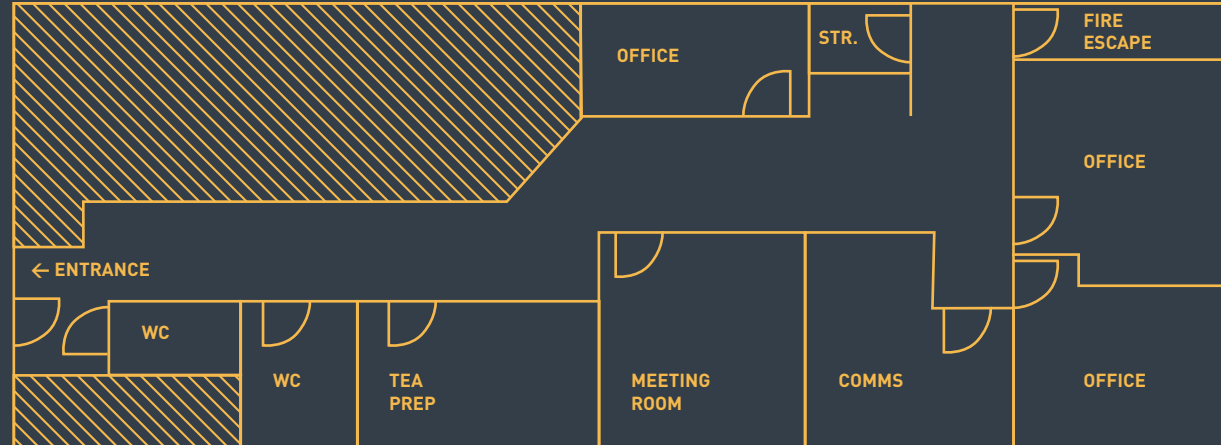 FIRE
ESCAPE
STR.
OFFICE
OFFICE
← ENTRANCE
WC
WC
TEA
PREP
MEETING
ROOM
COMMS
OFFICE